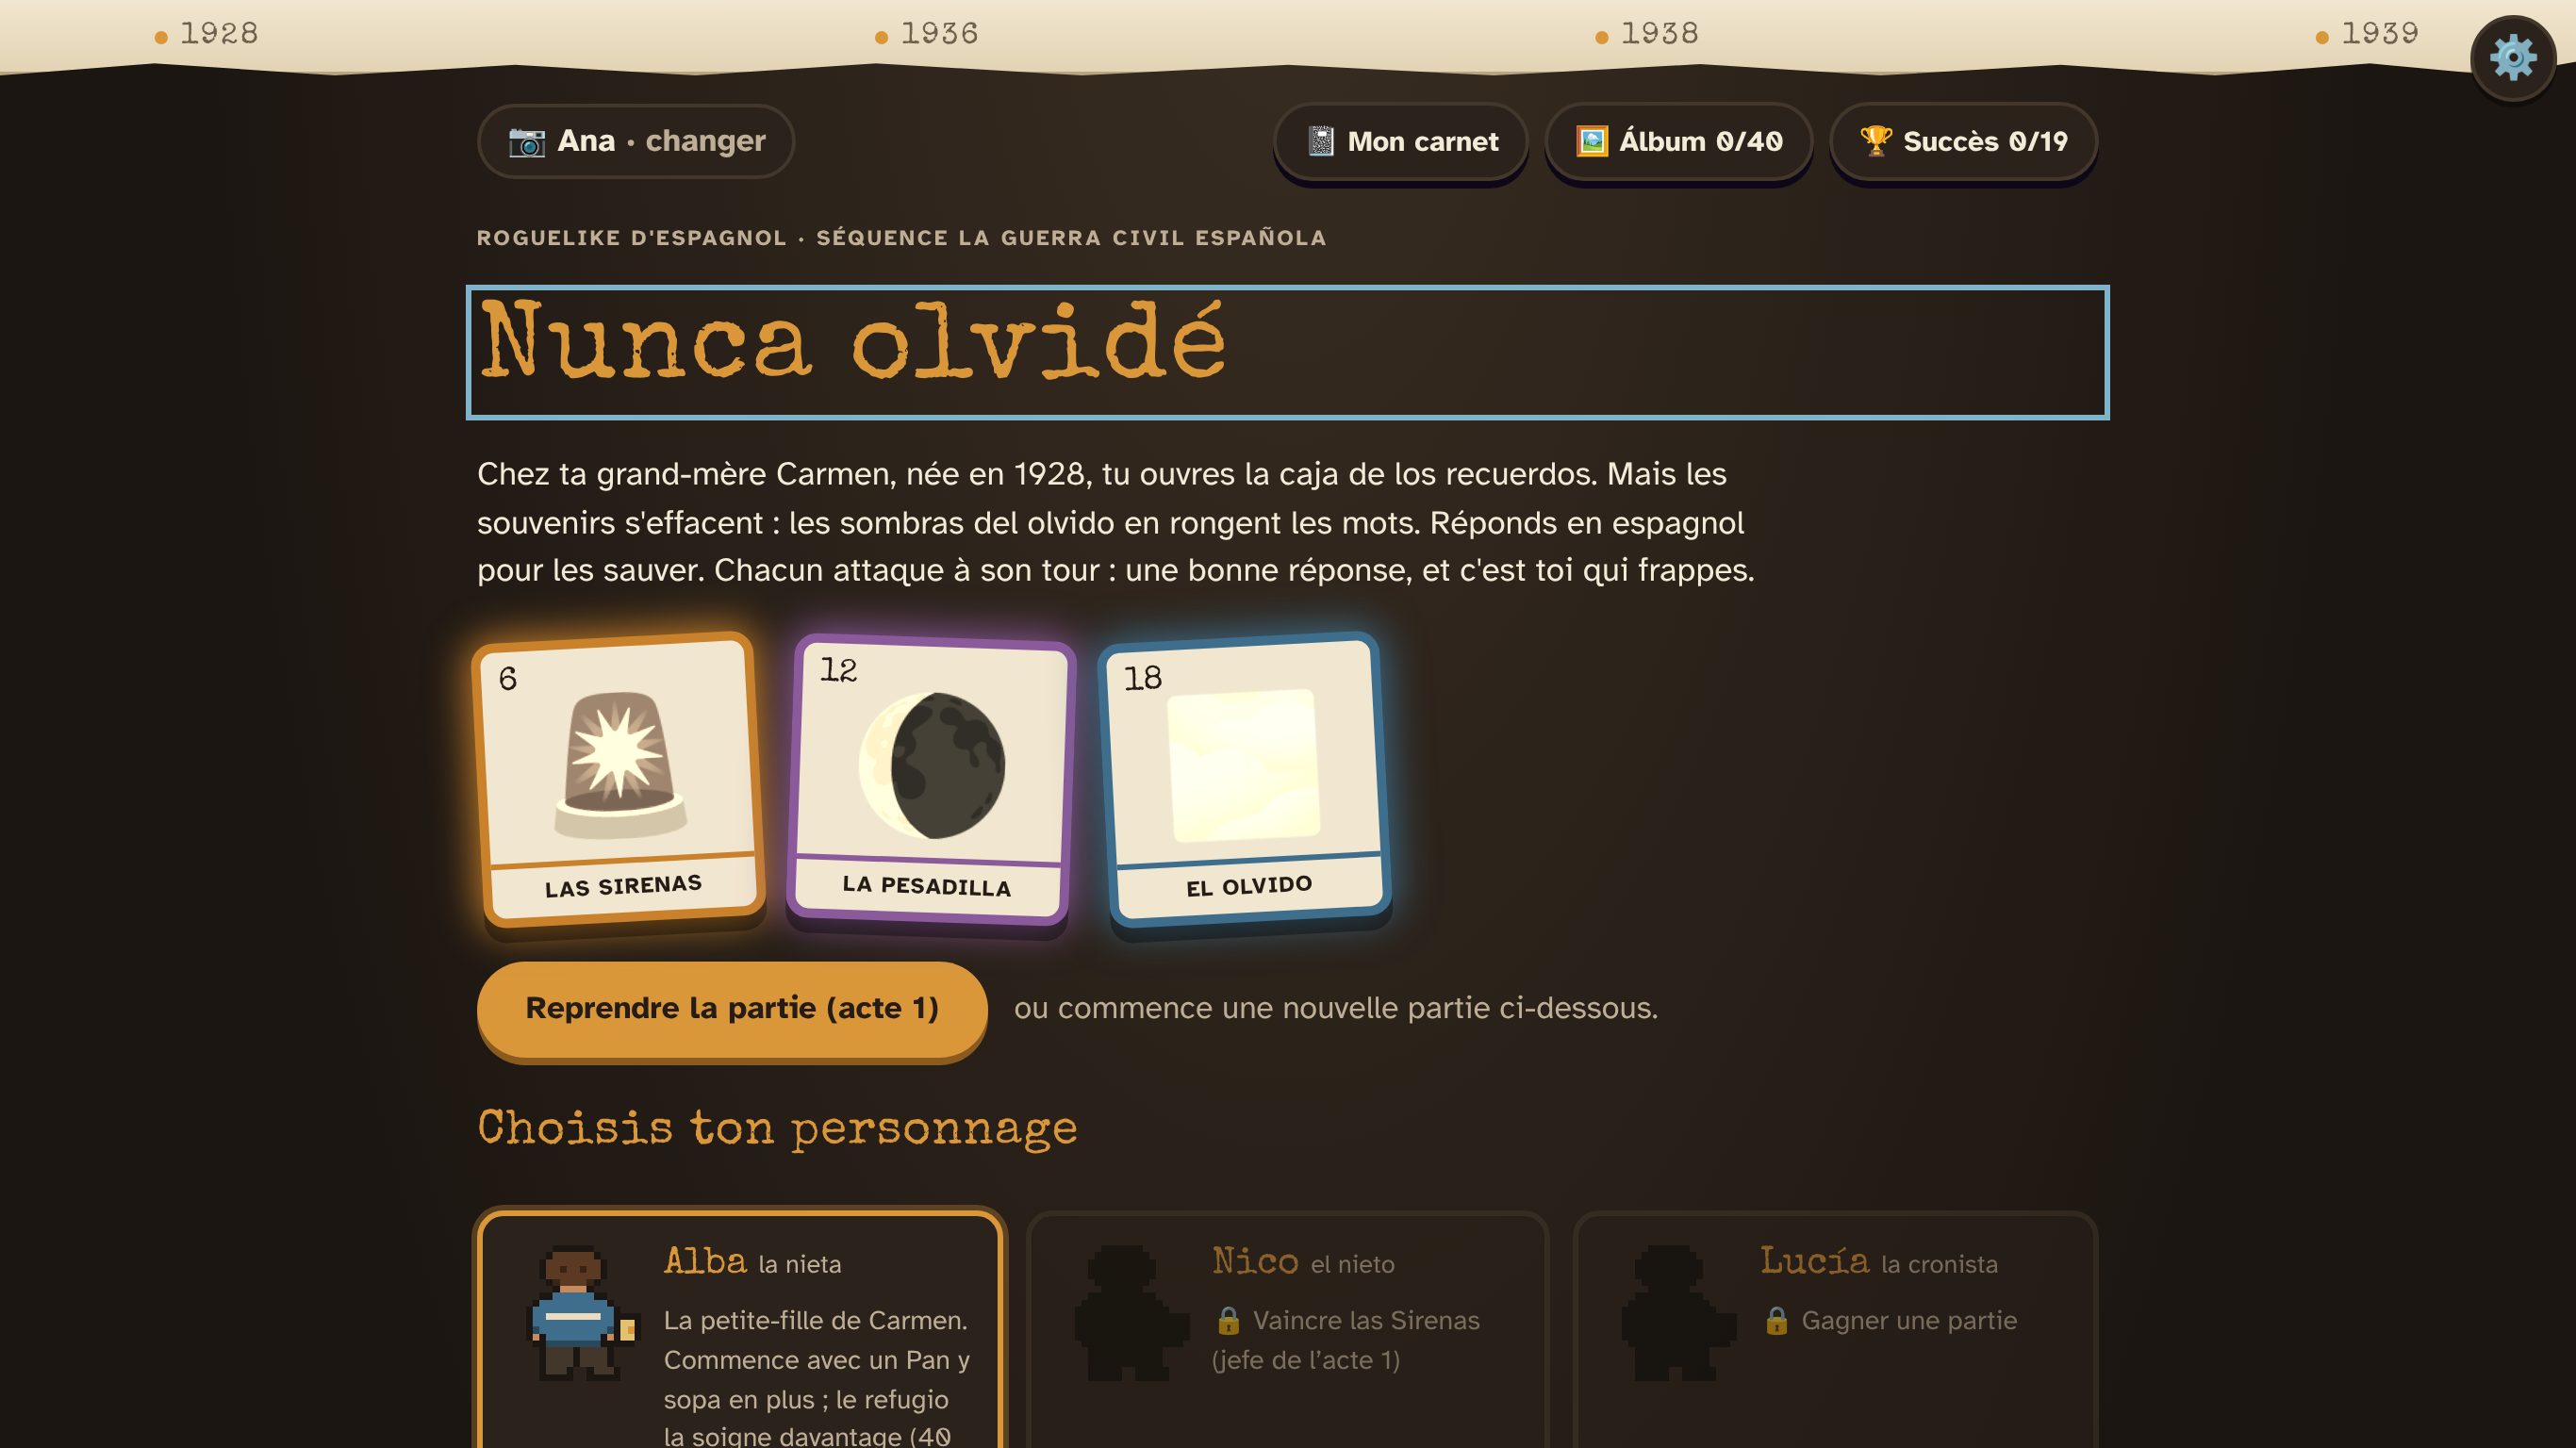 1928 1936 1938 1939
Ana · changer
Mon carnet
Álbum 0/40
Succès 0/19
ROGUELIKE D'ESPAGNOL · SÉQUENCE LA GUERRA CIVIL ESPAÑOLA
Nunca olvidé
Chez ta grand-mère Carmen, née en 1928, tu ouvres la caja de los recuerdos. Mais les
souvenirs s'effacent : les sombras del olvido en rongent les mots. Réponds en espagnol
pour les sauver. Chacun attaque à son tour : une bonne réponse, et c'est toi qui frappes.
6
LAS SIRENAS
12
LA PESADILLA
18
EL OLVIDO
Reprendre la partie (acte 1)
ou commence une nouvelle partie ci-dessous.
Choisis ton personnage
Alba la nieta
La petite-fille de Carmen.
Commence avec un Pan y
sopa en plus ; le refugio
la soigne davantage (40
Nico el nieto
Vaincre las Sirenas
(jefe de l’acte 1)
Lucía la cronista
Gagner une partie